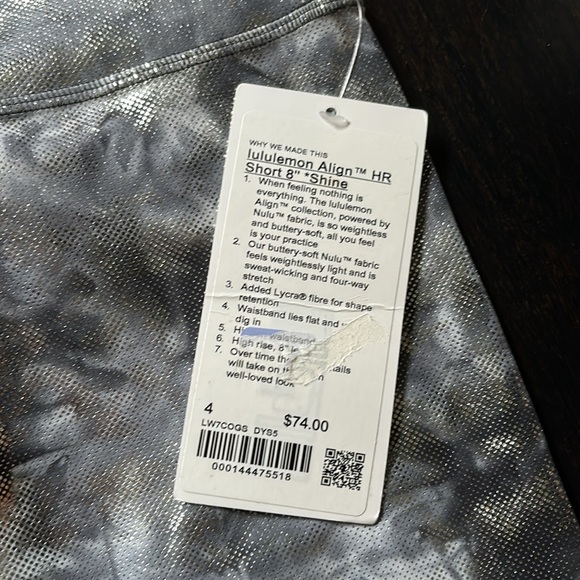 WHY WE MADE THIS
lululemon Align™ HR
Short 8" *Shine
1. When feeling nothing is
everything. The lululemon
Align™ collection, powered by
Nulu™ fabric, is so weightless
and buttery-soft, all you feel
is your practice
2. Our buttery-soft Nulu™ fabric
feels weightlessly light and is
sweat-wicking and four-way
stretch
3. Added Lycra® fibre for shape
retention
4. Waistband lies flat and
dig in
5. waistband
6. High rise, 8"
7. Over time
will take on
well-loved look
4 $74.00
LW7COGS DYS5
000144475518